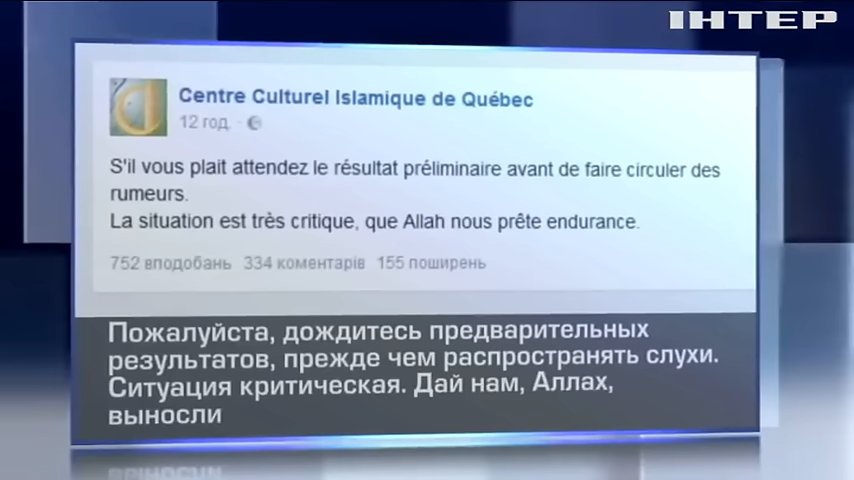 ІНТЕР
Centre Culturel Islamique de Québec
12 год. ·
S'il vous plait attendez le résultat préliminaire avant de faire circuler des
rumeurs.
La situation est très critique, que Allah nous prête endurance.
752 вподобань 334 коментарів 155 поширень
Пожалуйста, дождитесь предварительных
результатов, прежде чем распространять слухи.
Ситуация критическая. Дай нам, Аллах,
выносли